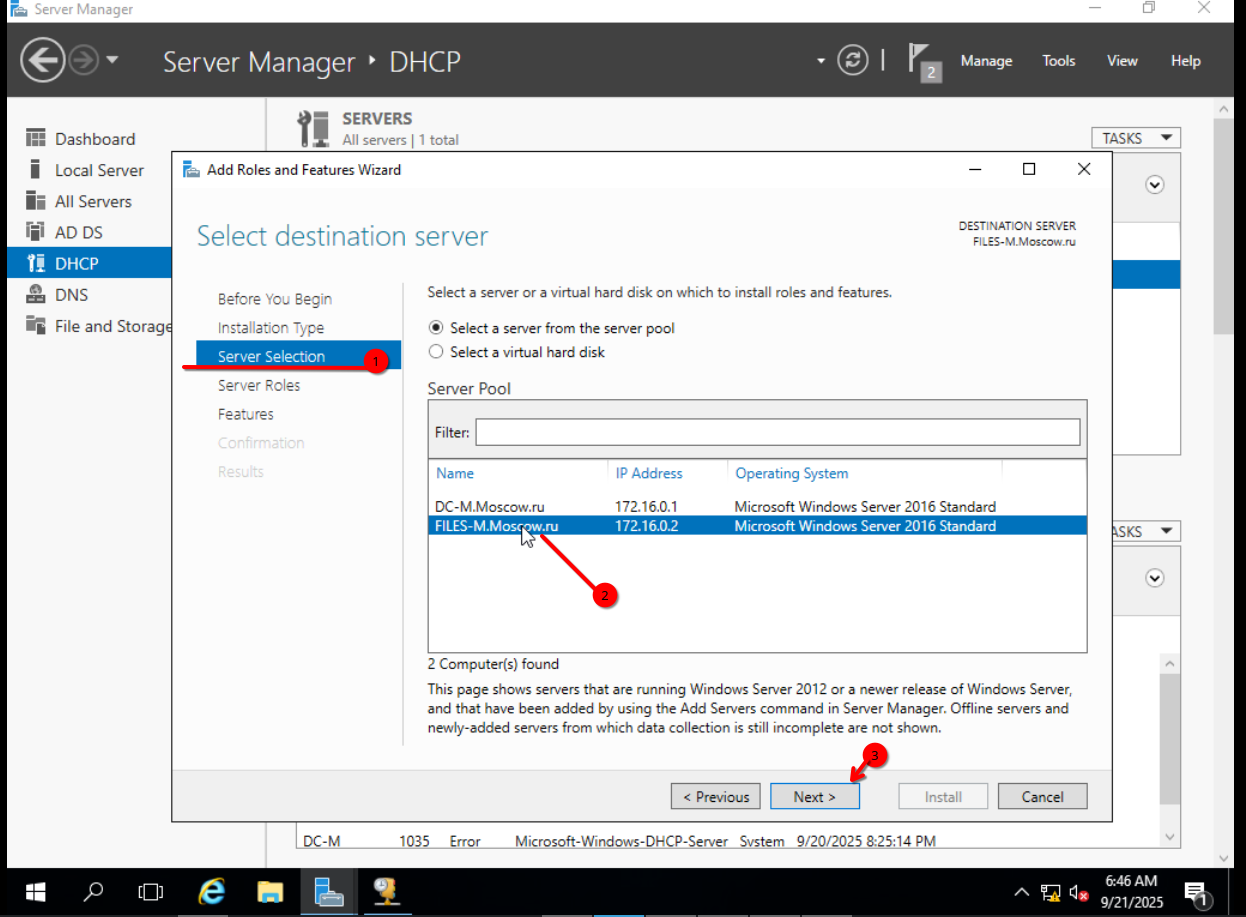 Server Manager
Server Manager ‣ DHCP
2
Manage Tools View Help
Dashboard
Local Server
All Servers
AD DS
DHCP
DNS
File and Storage
SERVERS
All servers | 1 total
TASKS
Add Roles and Features Wizard
Select destination server
DESTINATION SERVER
FILES-M.Moscow.ru
Before You Begin
Installation Type
Server Selection
1
Server Roles
Features
Confirmation
Results
Select a server or a virtual hard disk on which to install roles and features.
Select a server from the server pool
Select a virtual hard disk
Server Pool
Filter:
Name IP Address Operating System
DC-M.Moscow.ru 172.16.0.1 Microsoft Windows Server 2016 Standard
FILES-M.Moscow.ru 172.16.0.2 Microsoft Windows Server 2016 Standard
2
2 Computer(s) found
This page shows servers that are running Windows Server 2012 or a newer release of Windows Server,
and that have been added by using the Add Servers command in Server Manager. Offline servers and
newly-added servers from which data collection is still incomplete are not shown.
3
< Previous Next > Install Cancel
ASKS
DC-M 1035 Error Microsoft-Windows-DHCP-Server System 9/20/2025 8:25:14 PM
6:46 AM
9/21/2025
1